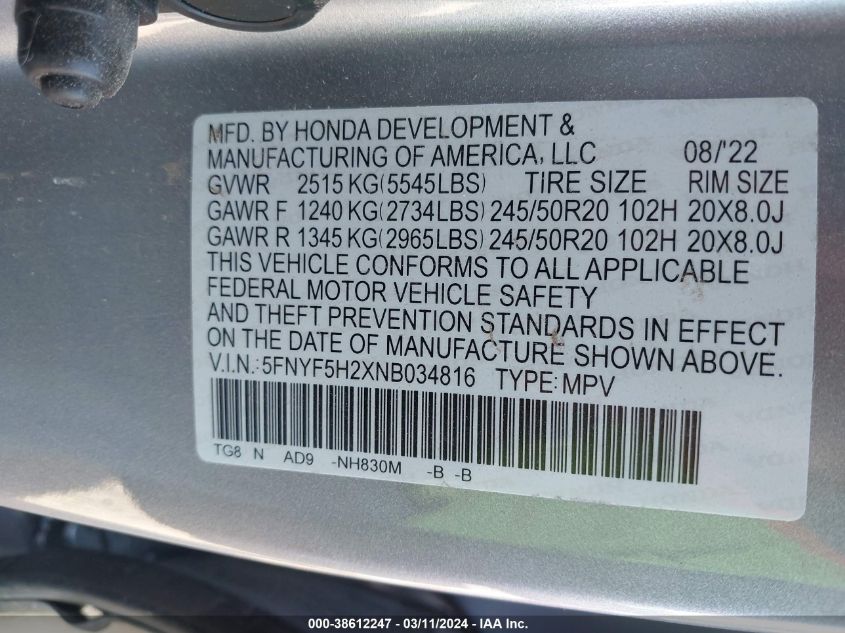 MFD. BY HONDA DEVELOPMENT &
MANUFACTURING OF AMERICA, LLC 08/'22
GVWR 2515 KG(5545LBS) TIRE SIZE RIM SIZE
GAWR F 1240 KG(2734LBS) 245/50R20 102H 20X8.0J
GAWR R 1345 KG(2965LBS) 245/50R20 102H 20X8.0J
THIS VEHICLE CONFORMS TO ALL APPLICABLE
FEDERAL MOTOR VEHICLE SAFETY
AND THEFT PREVENTION STANDARDS IN EFFECT
ON THE DATE OF MANUFACTURE SHOWN ABOVE.
V.I.N.: 5FNYF5H2XNB034816 TYPE: MPV
TG8 N AD9 -NH830M -B -B
000-38612247 - 03/11/2024 - IAA Inc.